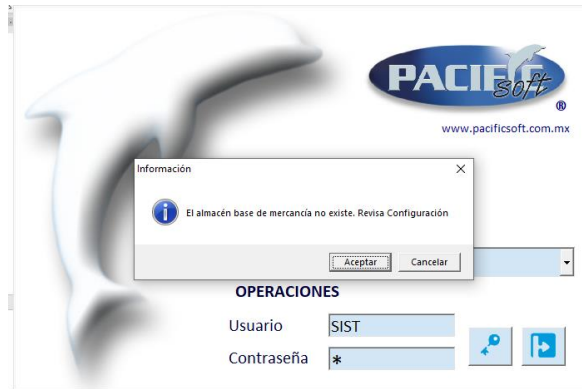 PACIFIC
Soft
®
www.pacificsoft.com.mx
Información
El almacén base de mercancía no existe. Revisa Configuración
Aceptar
Cancelar
OPERACIONES
Usuario
SIST
Contraseña
*